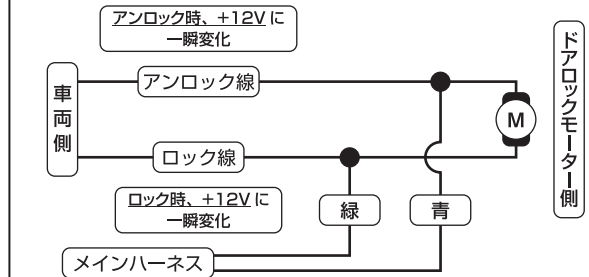 アンロック時、+12Vに
一瞬変化
車両側
アンロック線
ドアロックモーター側
M
ロック線
ロック時、+12Vに
一瞬変化
緑
青
メインハーネス